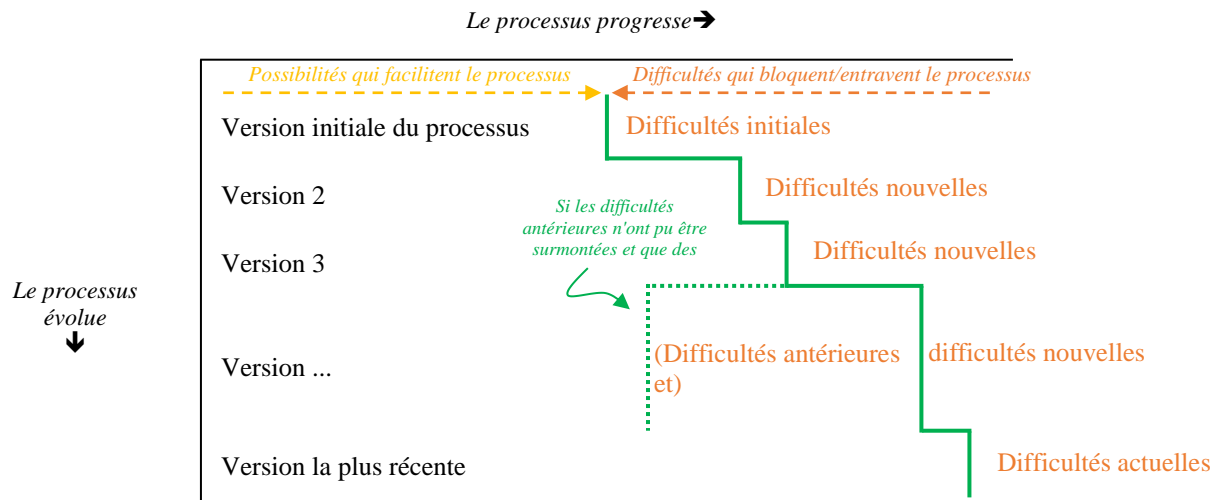 Le processus progresse➔
Possibilités qui facilitent le processus
Difficultés qui bloquent/entravent le processus
Version initiale du processus
Difficultés initiales
Version 2
Difficultés nouvelles
Si les difficultés
antérieures n'ont pu être
surmontées et que des
Version 3
Difficultés nouvelles
Le processus
évolue
Version ...
(Difficultés antérieures
et)
difficultés nouvelles
Version la plus récente
Difficultés actuelles